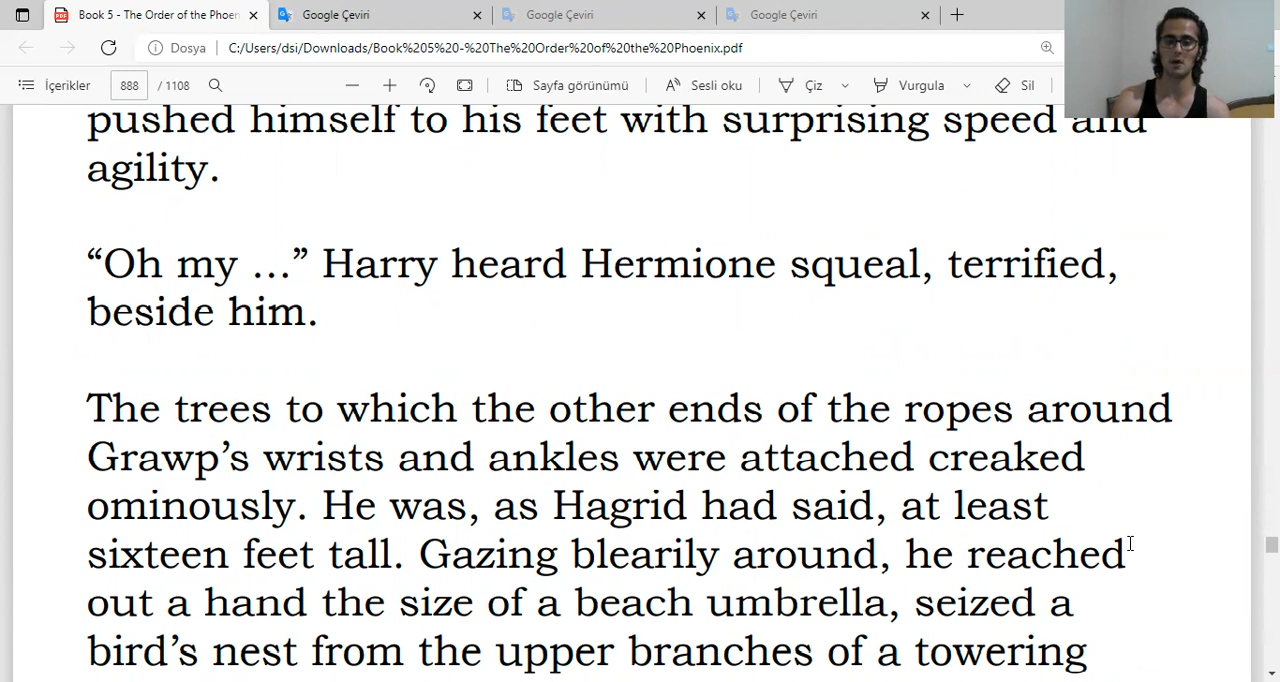 Book 5 - The Order of the Phoen
Google Çeviri
Google Çeviri
Google Çeviri
Dosya
C:/Users/dsi/Downloads/Book%205%20-%20The%20Order%20of%20the%20Phoenix.pdf
İçerikler
888
/ 1108
Sayfa görünümü
Sesli oku
Çiz
Vurgula
Sil
pushed himself to his feet with surprising speed and
agility.
“Oh my …” Harry heard Hermione squeal, terrified,
beside him.
The trees to which the other ends of the ropes around
Grawp’s wrists and ankles were attached creaked
ominously. He was, as Hagrid had said, at least
sixteen feet tall. Gazing blearily around, he reached
out a hand the size of a beach umbrella, seized a
bird’s nest from the upper branches of a towering